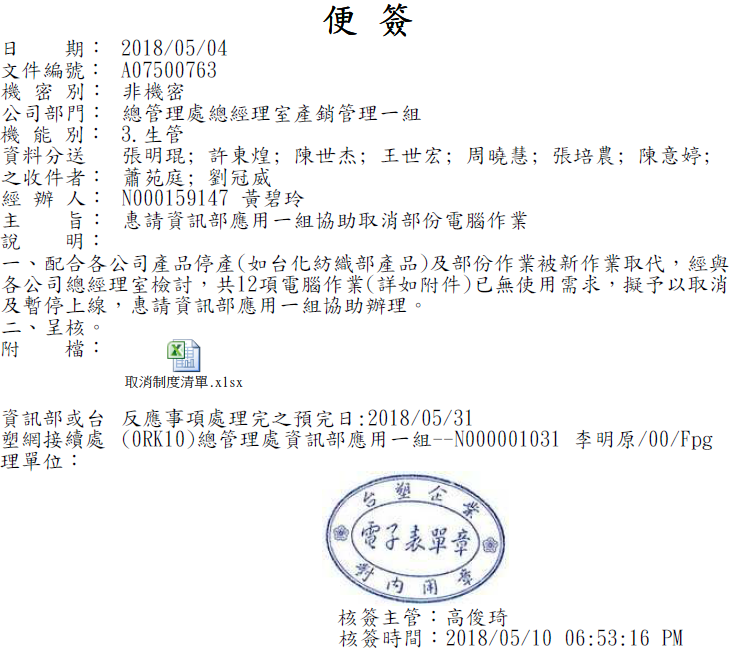 便 簽
日　　期： 2018/05/04
文件編號： A07500763
機 密 別： 非機密
公司部門： 總管理處總經理室產銷管理一組
機 能 別： 3.生管
資料分送　 張明琨; 許東煌; 陳世杰; 王世宏; 周曉慧; 張培農; 陳意婷;
之收件者： 蕭苑庭; 劉冠威
經 辦 人： N000159147 黃碧玲
主　　旨： 惠請資訊部應用一組協助取消部份電腦作業
說　　明：
一、配合各公司產品停產(如台化紡織部產品)及部份作業被新作業取代，經與
各公司總經理室檢討，共12項電腦作業(詳如附件)已無使用需求，擬予以取消
及暫停上線，惠請資訊部應用一組協助辦理。
二、呈核。
附　　檔：
取消制度清單.xlsx
資訊部或台 反應事項處理完之預完日:2018/05/31
塑網接續處 (0RK10)總管理處資訊部應用一組--N000001031 李明原/00/Fpg
理單位：
台塑企業
電子表單章
對內用章
核簽主管：高俊琦
核簽時間：2018/05/10 06:53:16 PM